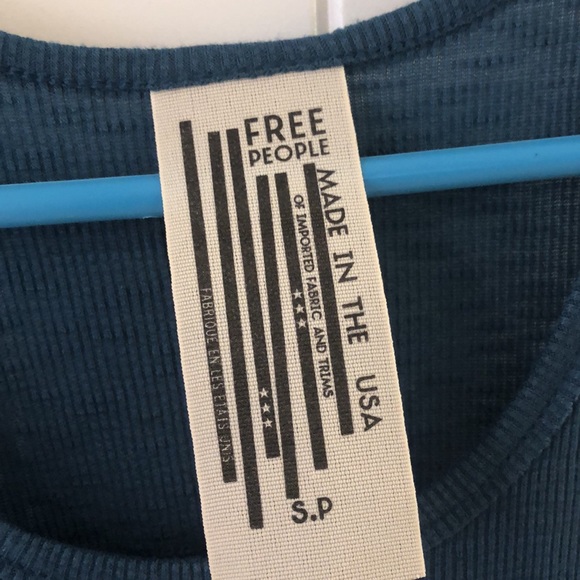 FREE
PEOPLE
MADE IN THE USA
OF IMPORTED FABRIC AND TRIMS
FABRIQUE EN LES ETATS UNIS
S.P